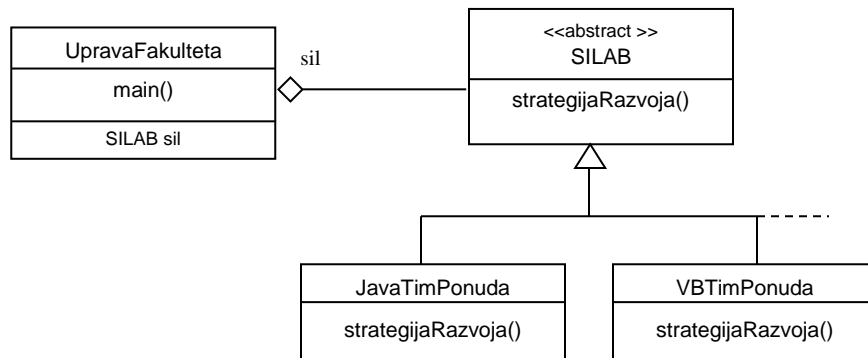 UpravaFakulteta
main()
SILAB sil
sil
<<abstract >>
SILAB
strategijaRazvoja()
JavaTimPonuda
strategijaRazvoja()
VBTimPonuda
strategijaRazvoja()